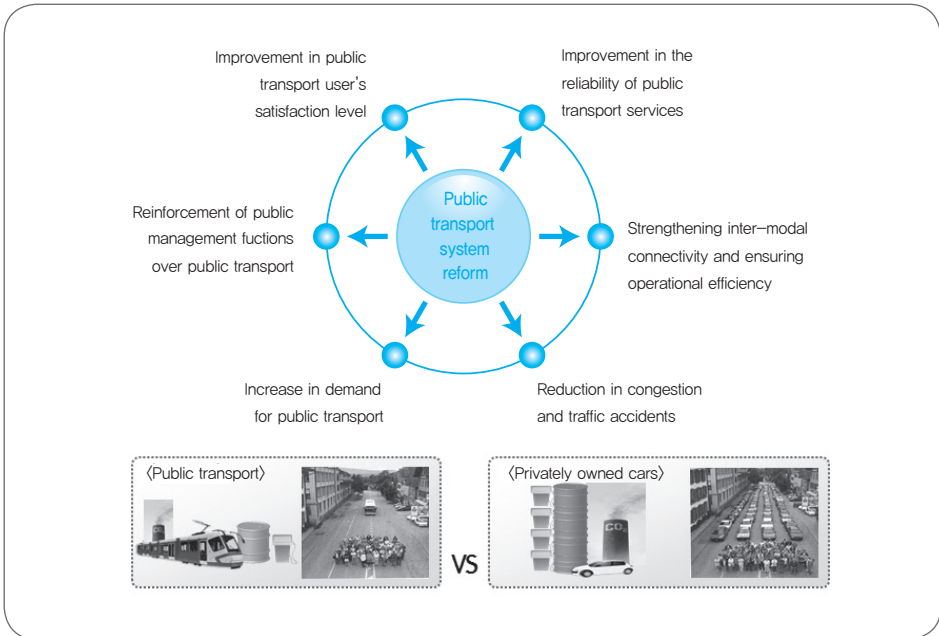 Improvement in public
transport user's
satisfaction level
Improvement in the
reliability of public
transport services
Reinforcement of public
management fuctions
over public transport
Public
transport
system
reform
Strengthening inter-modal
connectivity and ensuring
operational efficiency
Increase in demand
for public transport
Reduction in congestion
and traffic accidents
〈Public transport〉
VS
〈Privately owned cars〉
CO₂